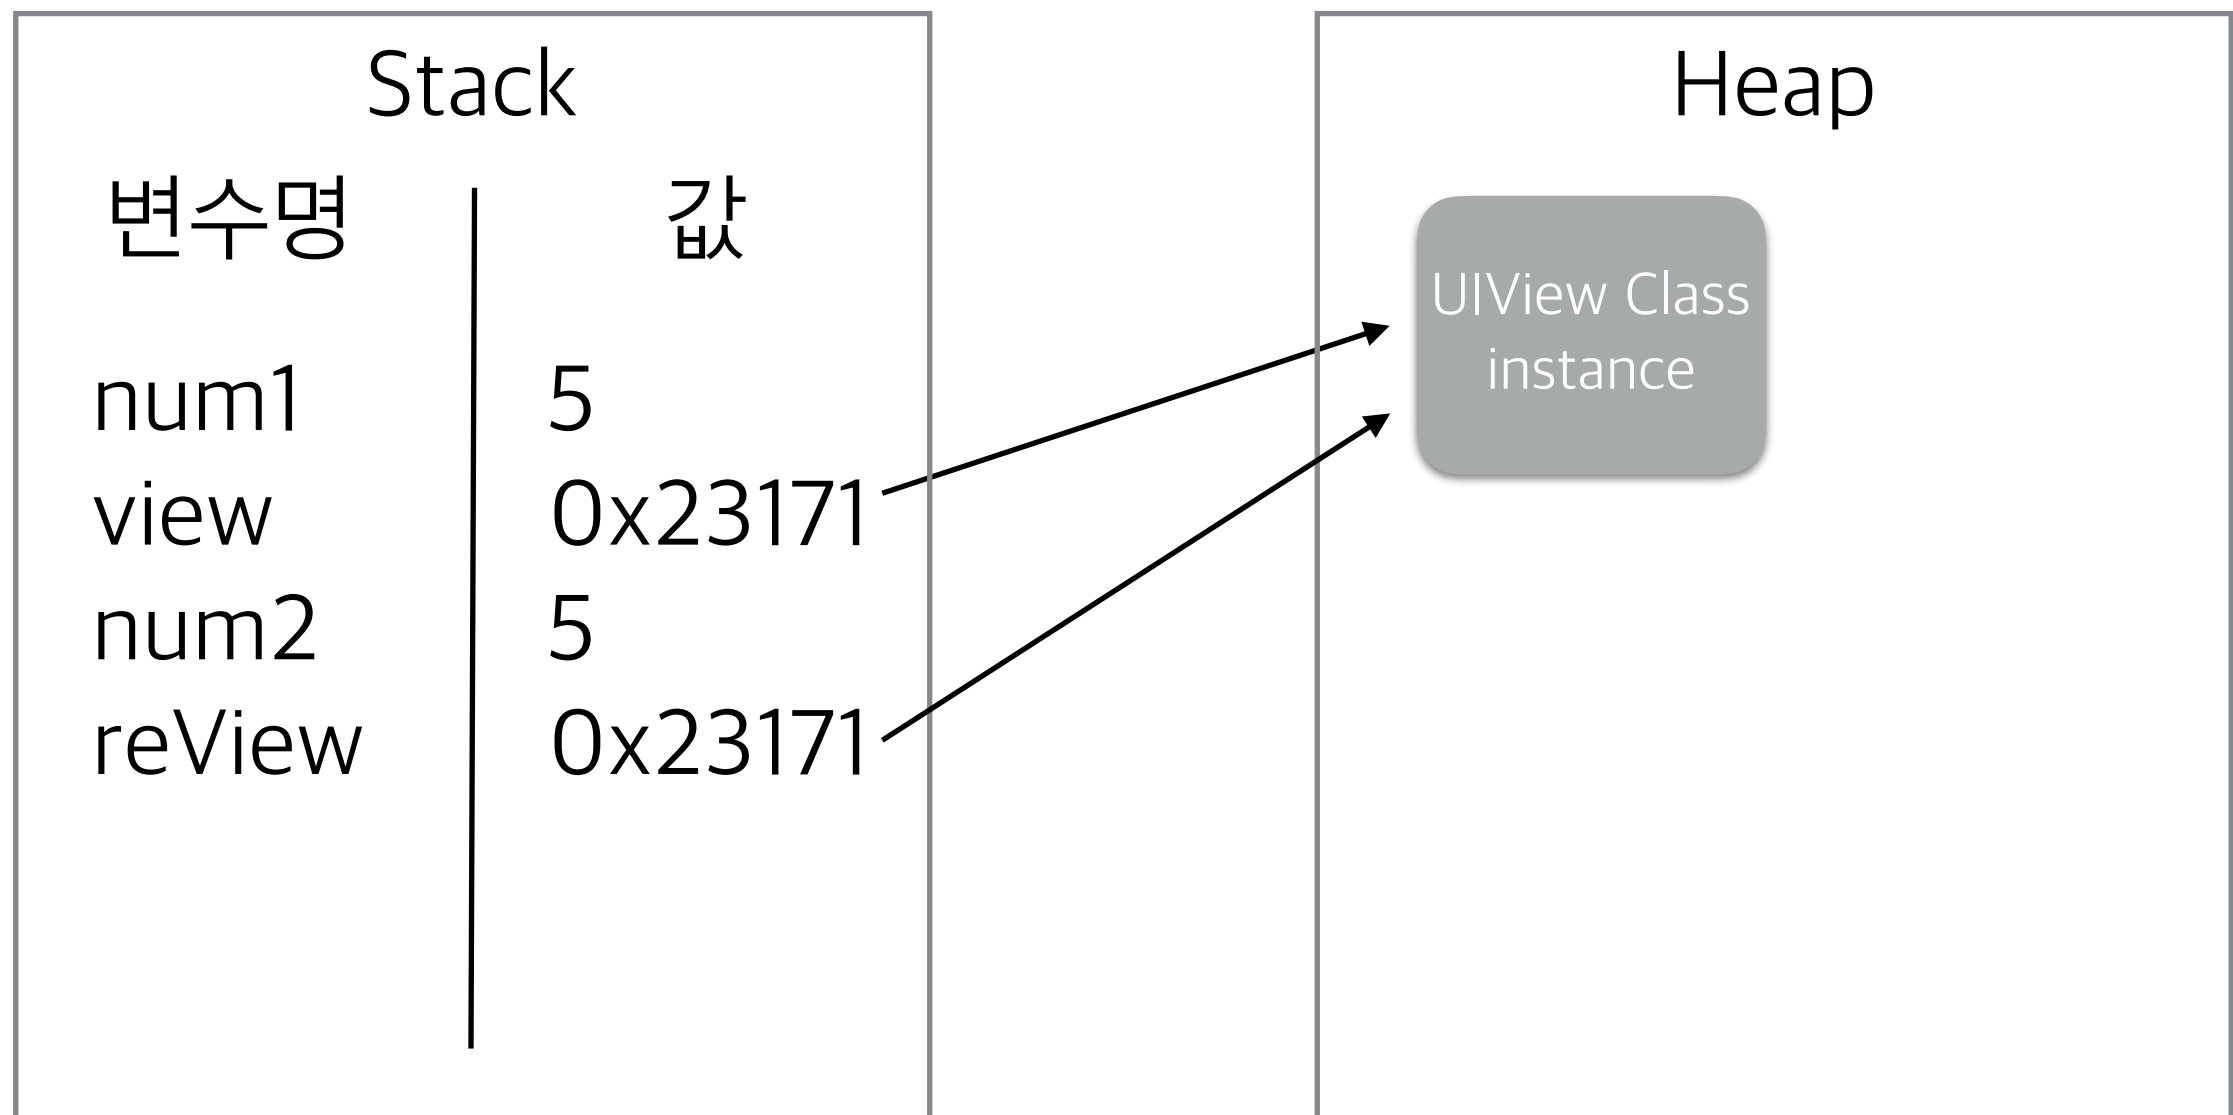 Stack
변수명 값
num1 5
view 0x23171
num2 5
reView 0x23171
Heap
UIView Class
instance